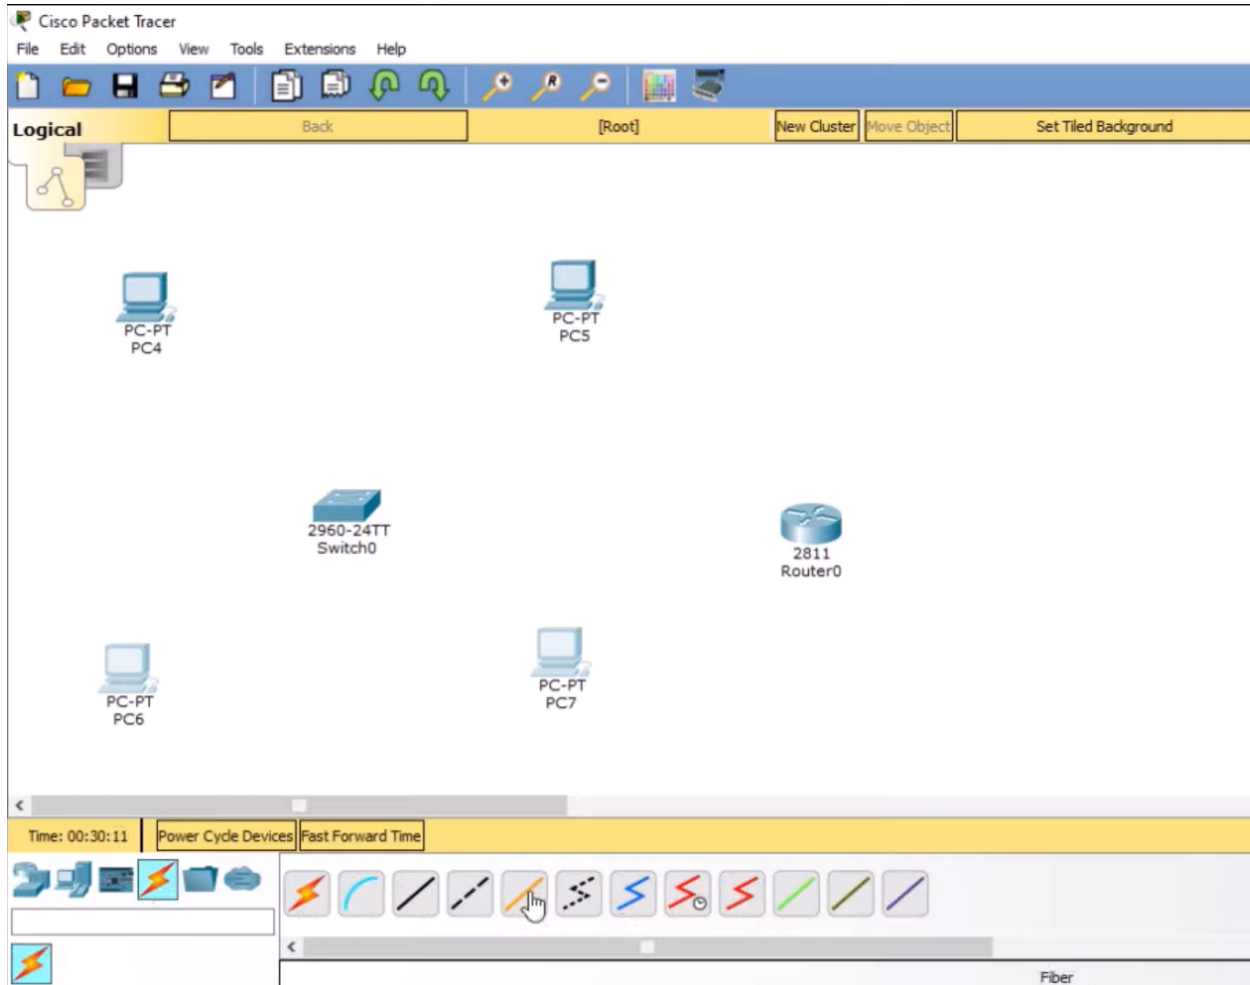 Cisco Packet Tracer
File Edit Options View Tools Extensions Help
R
Logical Back [Root] New Cluster Move Object Set Tiled Background
PC-PT
PC4
PC-PT
PC5
2960-24TT
Switch0
2811
Router0
PC-PT
PC6
PC-PT
PC7
Time: 00:30:11 Power Cycle Devices Fast Forward Time
Fiber